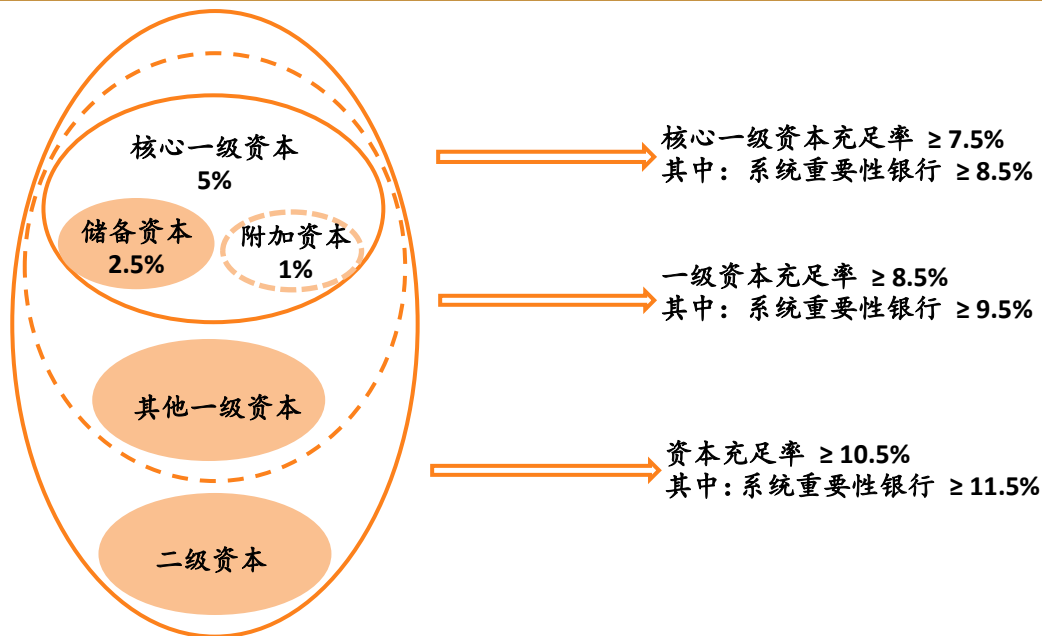 核心一级资本
5%
储备资本
2.5%
附加资本
1%
其他一级资本
二级资本
核心一级资本充足率 ≥ 7.5%
其中：系统重要性银行 ≥ 8.5%
一级资本充足率 ≥ 8.5%
其中：系统重要性银行 ≥ 9.5%
资本充足率 ≥ 10.5%
其中：系统重要性银行 ≥ 11.5%